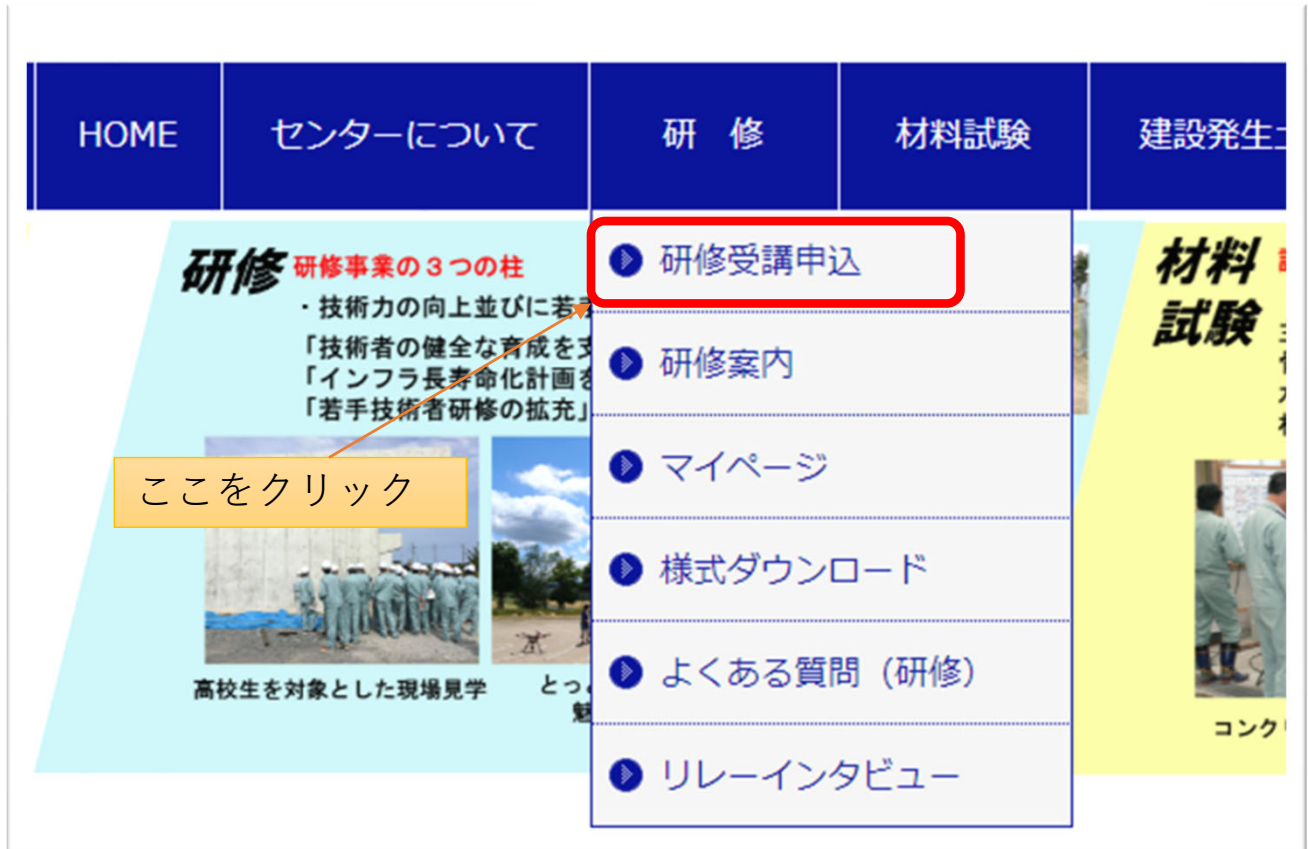 HOME
センターについて
研 修
材料試験
建設発生
研修受講申込
研修案内
マイページ
様式ダウンロード
よくある質問（研修）
リレーインタビュー
研修 研修事業の３つの柱
・技術力の向上並びに若手
「技術者の健全な育成を支
「インフラ長寿命化計画を
「若手技術者研修の拡充」
ここをクリック
高校生を対象とした現場見学
とっ
魅
材料
試験
コンク